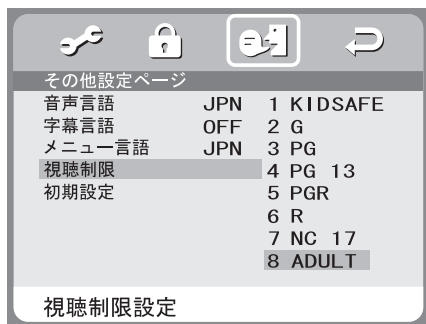 その他設定ページ
音声言語 JPN 1 KIDSAFE
字幕言語 OFF 2 G
メニュー言語 JPN 3 PG
視聴制限 4 PG 13
初期設定 5 PGR
6 R
7 NC 17
8 ADULT
視聴制限設定